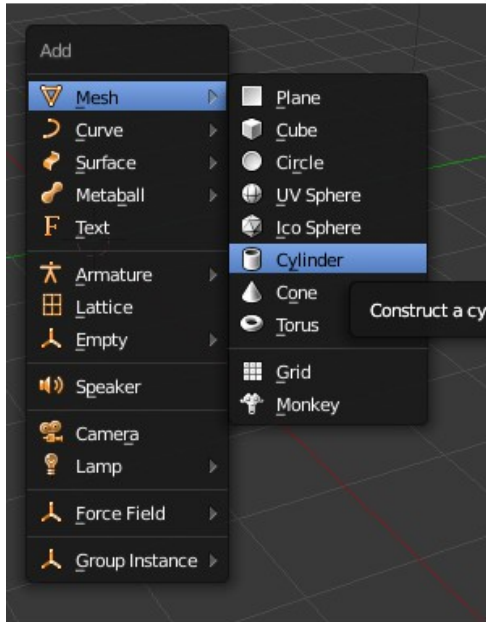 Add
Mesh
Curve
Surface
Metaball
Text
Armature
Lattice
Empty
Speaker
Camera
Lamp
Force Field
Group Instance
Plane
Cube
Circle
UV Sphere
Ico Sphere
Cylinder
Cone
Torus
Grid
Monkey
Construct a cy